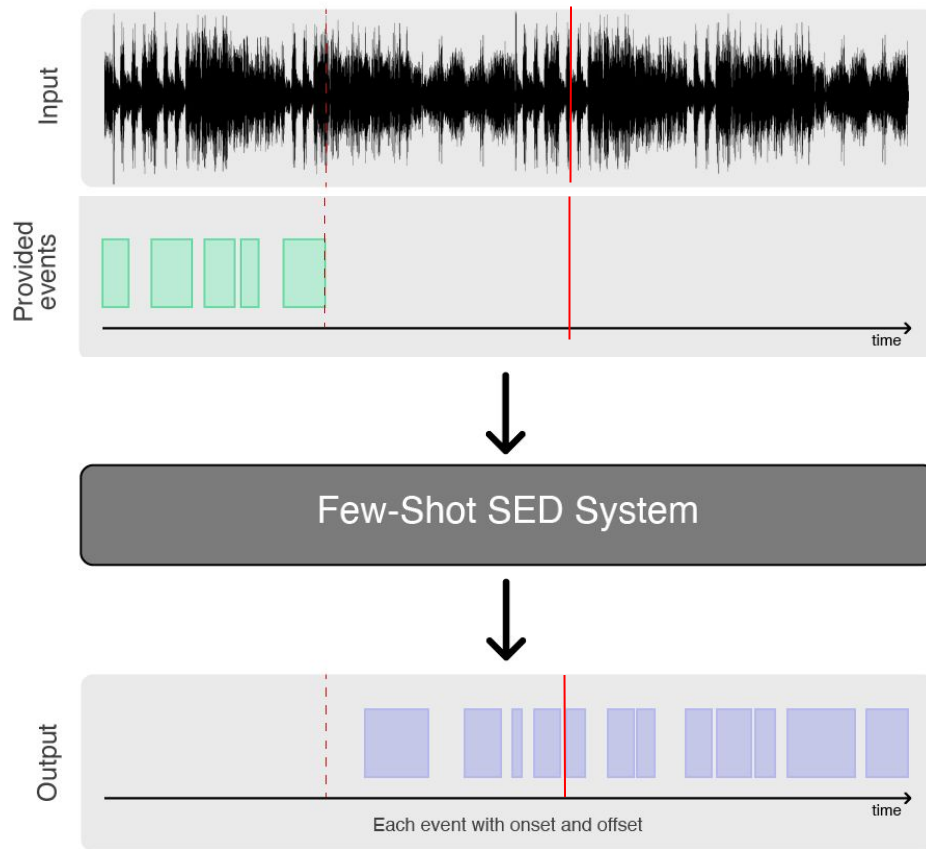 Input
Provided
events
time
Few-Shot SED System
Output
time
Each event with onset and offset